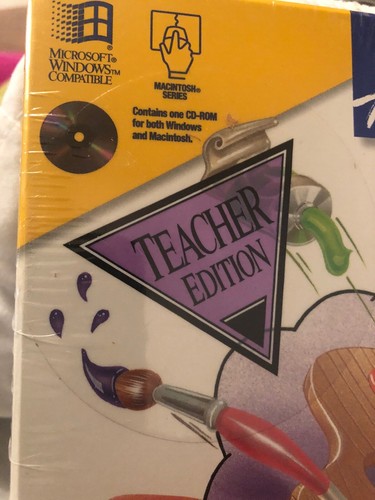 MICROSOFT®
WINDOWS™
COMPATIBLE
MACINTOSH®
SERIES
Contains one CD-ROM
for both Windows
and Macintosh.
TEACHER
EDITION